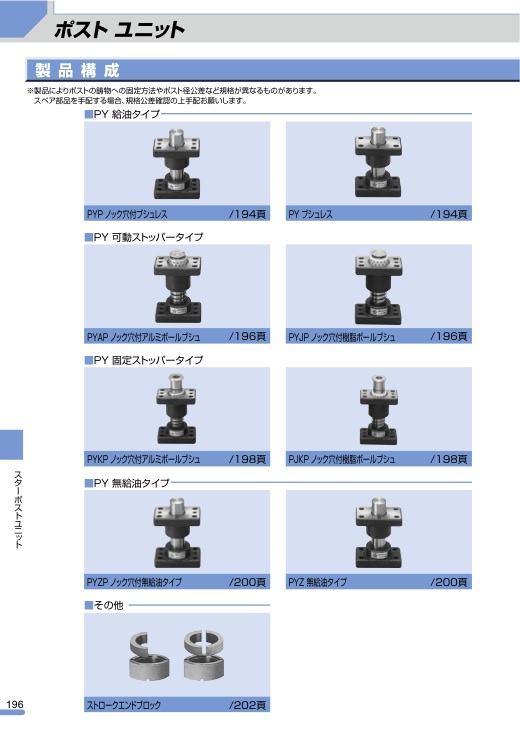 ポスト ユニット
製品構成
※製品によりポストの鋳物への固定方法やポスト径公差など規格が異なるものがあります。
スペア部品を手配する場合、規格公差確認の上手配お願いします。
■PY 給油タイプ
PYP ノック穴付ブシュレス /194頁
PY ブシュレス /194頁
■PY 可動ストッパータイプ
PYAP ノック穴付アルミボールブシュ /196頁
PYJP ノック穴付樹脂ボールブシュ /196頁
■PY 固定ストッパータイプ
PYKP ノック穴付アルミボールブシュ /198頁
PJKP ノック穴付樹脂ボールブシュ /198頁
■PY 無給油タイプ
PYZP ノック穴付無給油タイプ /200頁
PYZ 無給油タイプ /200頁
■その他
ストロークエンドブロック /202頁
スターポストユニット
196